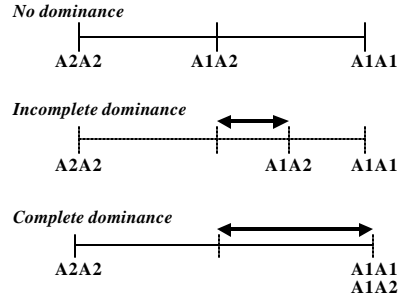 No dominance
A2A2 A1A2 A1A1
Incomplete dominance
A2A2 A1A2 A1A1
Complete dominance
A2A2 A1A1
A1A2